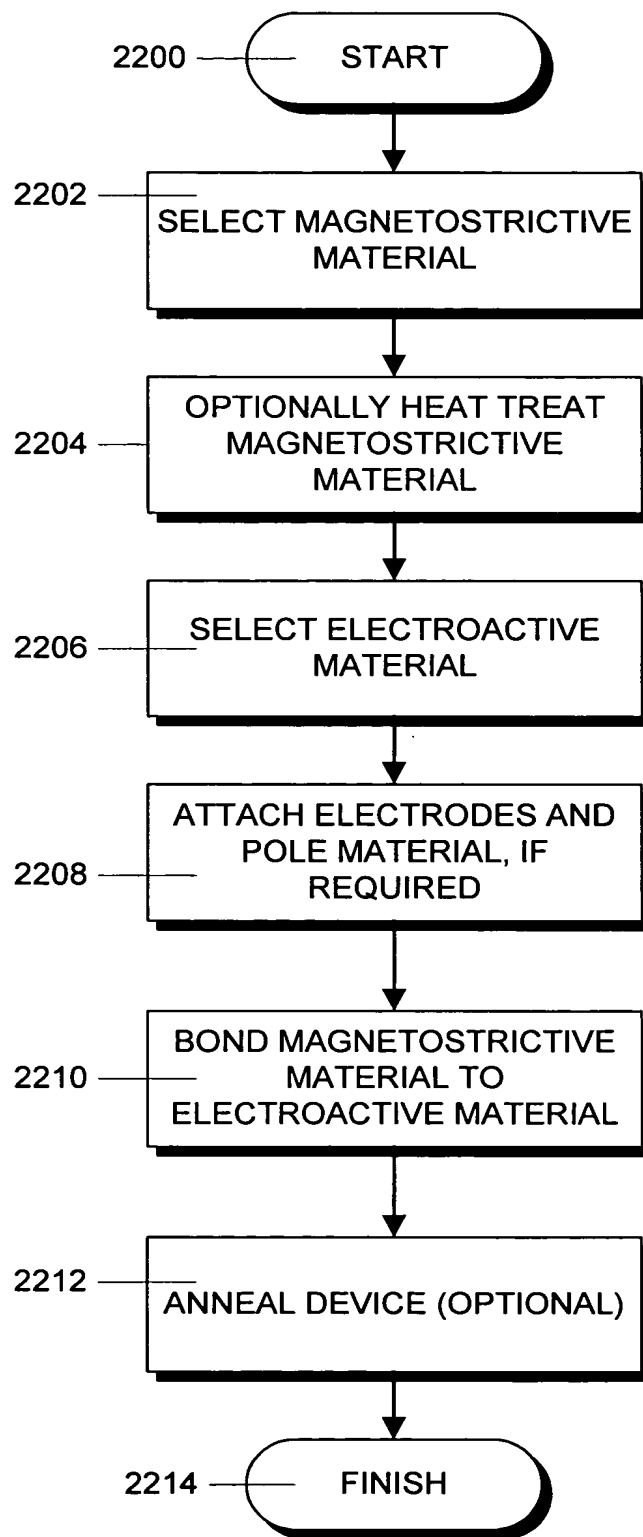 2200
START
2202
SELECT MAGNETOSTRICTIVE
MATERIAL
2204
OPTIONALLY HEAT TREAT
MAGNETOSTRICTIVE
MATERIAL
2206
SELECT ELECTROACTIVE
MATERIAL
2208
ATTACH ELECTRODES AND
POLE MATERIAL, IF
REQUIRED
2210
BOND MAGNETOSTRICTIVE
MATERIAL TO
ELECTROACTIVE MATERIAL
2212
ANNEAL DEVICE (OPTIONAL)
2214
FINISH